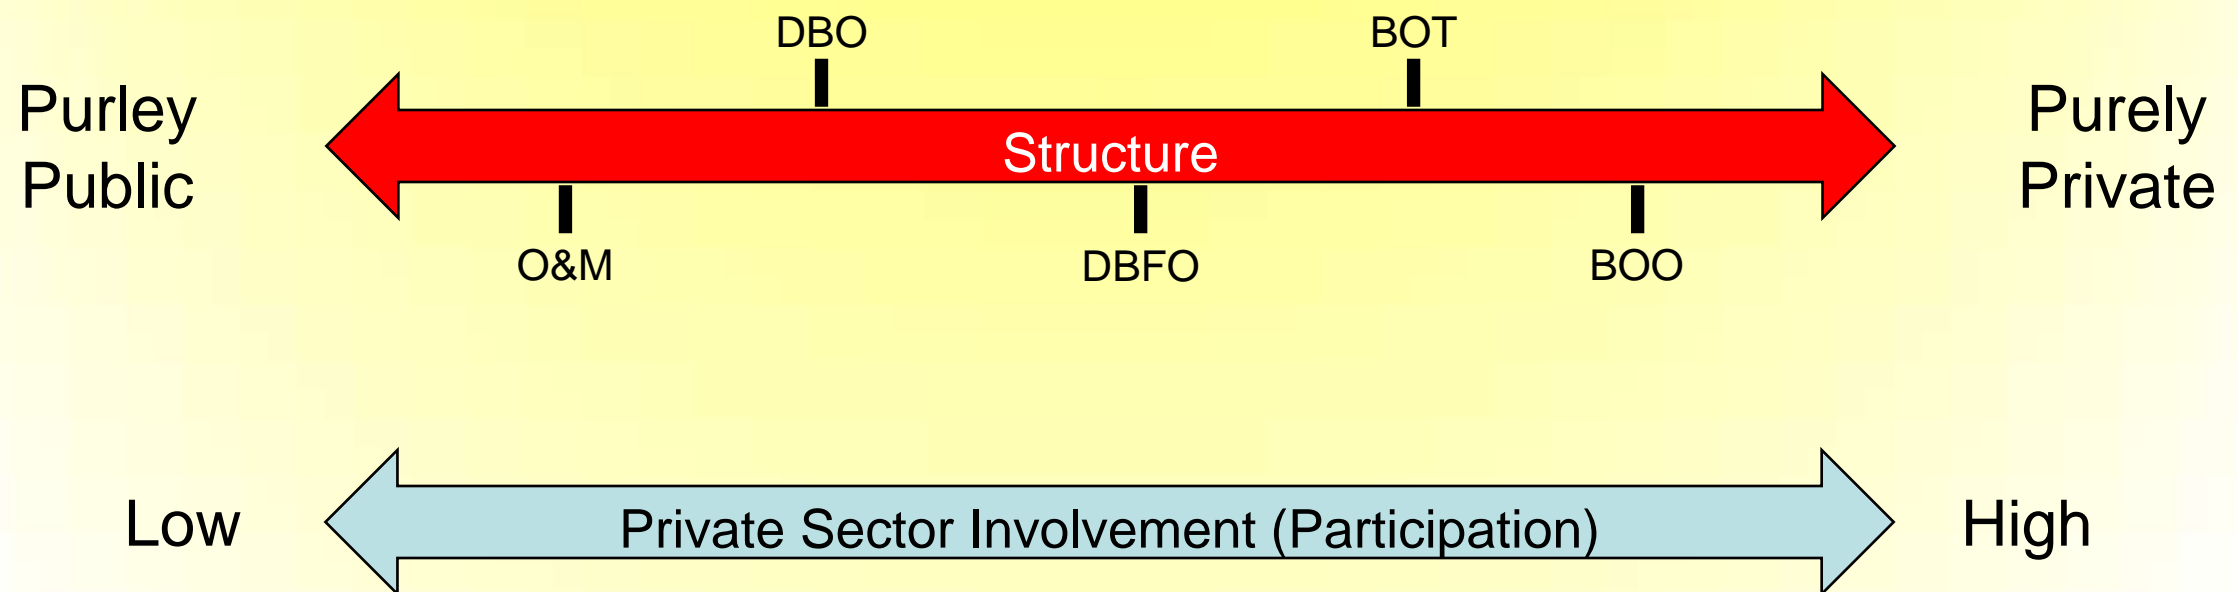 DBO
BOT
Purley
Public
Structure
Purely
Private
O&M
DBFO
BOO
Low
Private Sector Involvement (Participation)
High